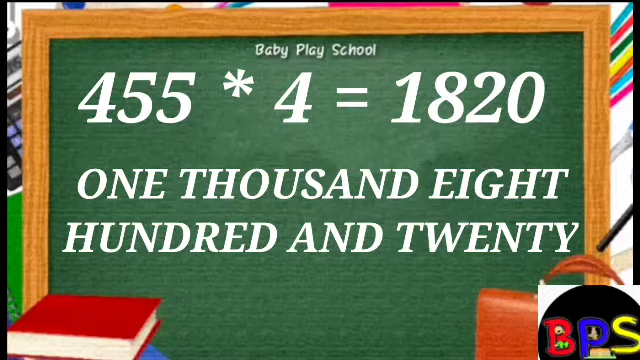 Baby Play School
455 * 4 = 1820
ONE THOUSAND EIGHT
HUNDRED AND TWENTY
BPS